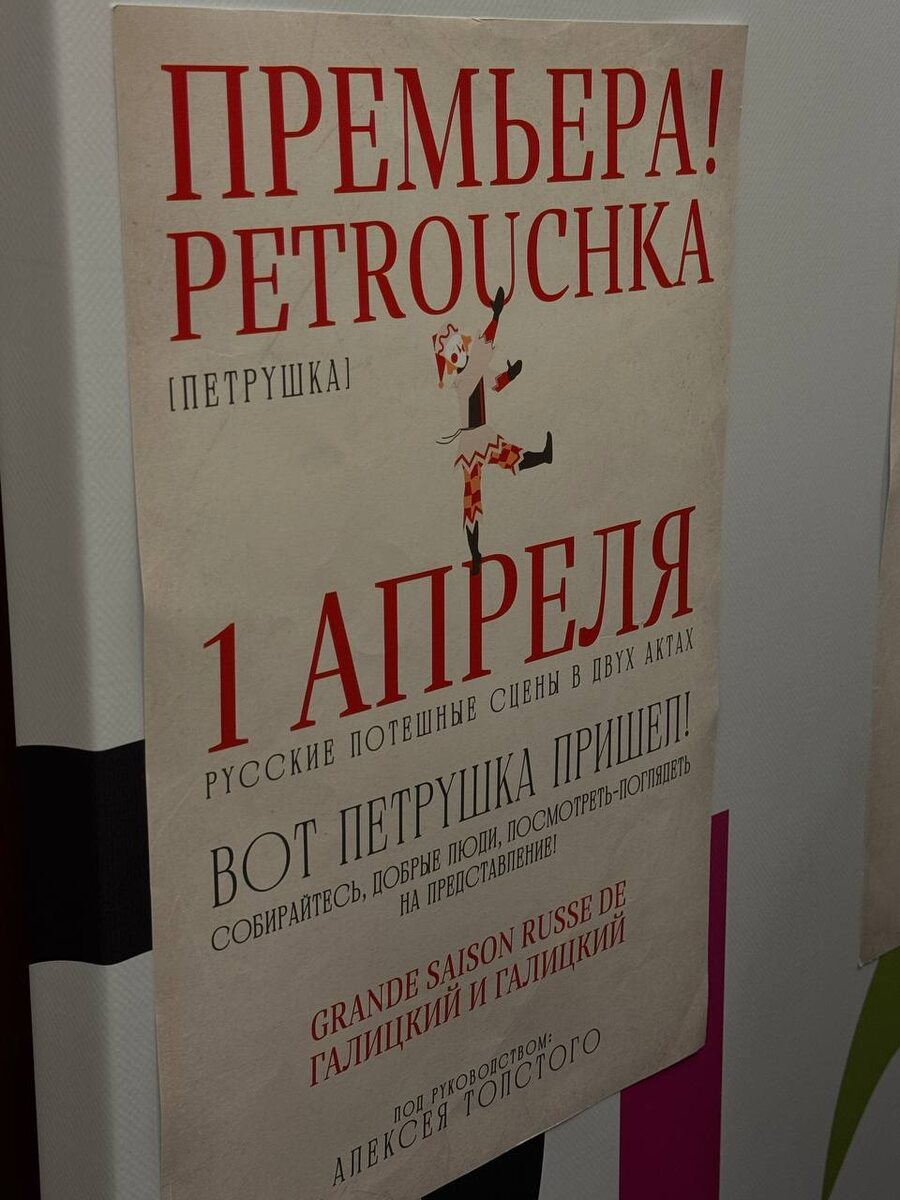 ПРЕМЬЕРА!
PETROUCHKA
[ПЕТРУШКА]
1 АПРЕЛЯ
РУССКИЕ ПОТЕШНЫЕ СЦЕНЫ В ДВУХ АКТАХ
ВОТ ПЕТРУШКА ПРИШЕЛ!
СОБИРАЙТЕСЬ, ДОБРЫЕ ЛЮДИ, ПОСМОТРЕТЬ-ПОГЛЯДЕТЬ
НА ПРЕДСТАВЛЕНИЕ!
GRANDE SAISON RUSSE DE
ГАЛИЦКИЙ И ГАЛИЦКИЙ
ПОД РУКОВОДСТВОМ:
АЛЕКСЕЯ ТОЛСТОГО